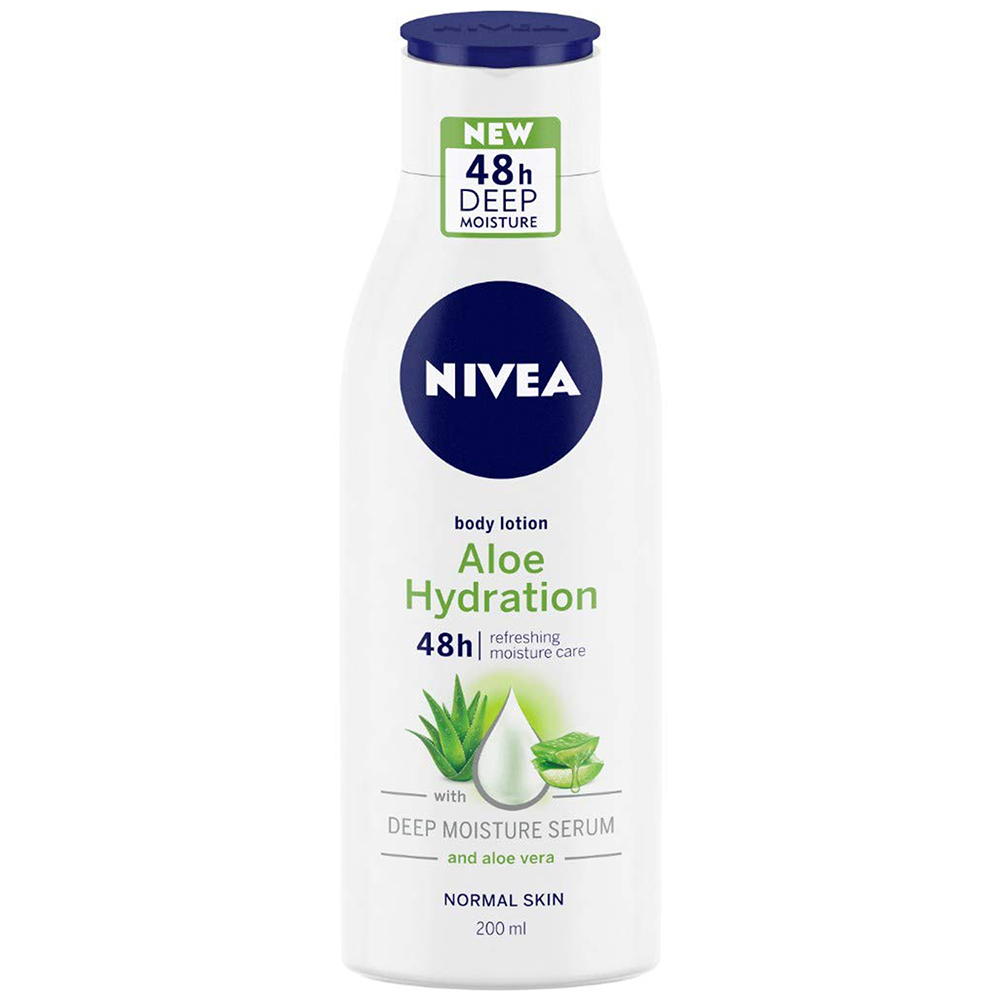 NIVEA
NEW
48h
DEEP
MOISTURE
NIVEA
body lotion
Aloe
Hydration
48h | refreshing
moisture care
with
DEEP MOISTURE SERUM
and aloe vera
NORMAL SKIN
200 ml